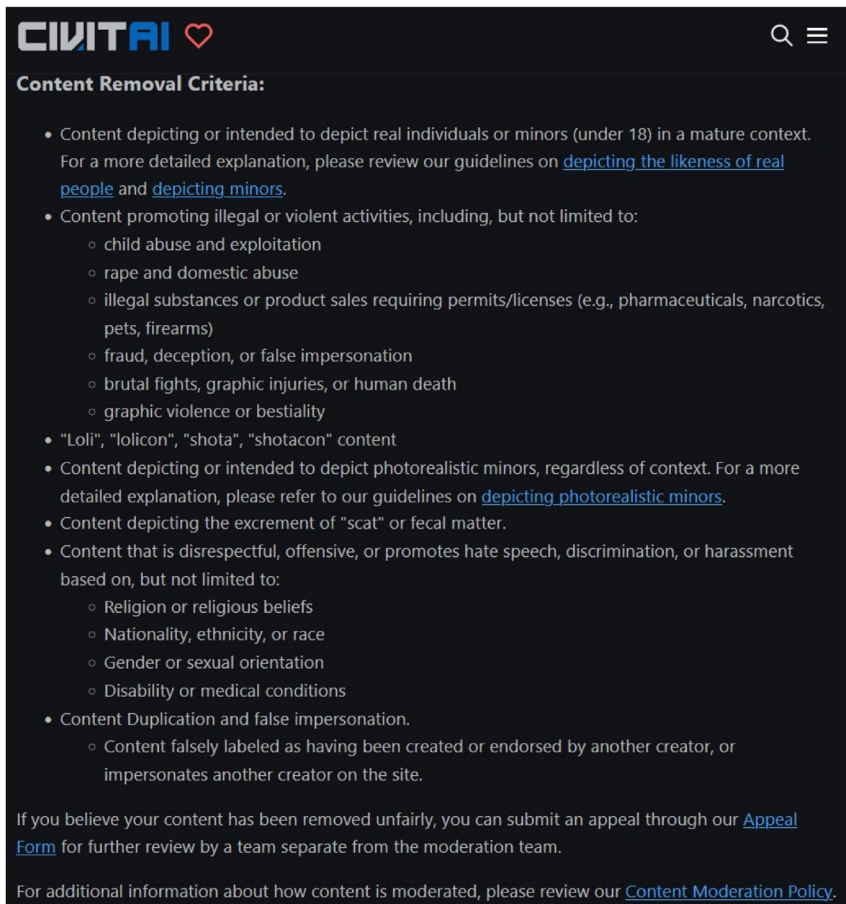 CIVITAI
Content Removal Criteria:
• Content depicting or intended to depict real individuals or minors (under 18) in a mature context.
For a more detailed explanation, please review our guidelines on depicting the likeness of real
people and depicting minors.
• Content promoting illegal or violent activities, including, but not limited to:
◦ child abuse and exploitation
◦ rape and domestic abuse
◦ illegal substances or product sales requiring permits/licenses (e.g., pharmaceuticals, narcotics,
pets, firearms)
◦ fraud, deception, or false impersonation
◦ brutal fights, graphic injuries, or human death
◦ graphic violence or bestiality
• "Loli", "lolicon", "shota", "shotacon" content
• Content depicting or intended to depict photorealistic minors, regardless of context. For a more
detailed explanation, please refer to our guidelines on depicting photorealistic minors.
• Content depicting the excrement of "scat" or fecal matter.
• Content that is disrespectful, offensive, or promotes hate speech, discrimination, or harassment
based on, but not limited to:
◦ Religion or religious beliefs
◦ Nationality, ethnicity, or race
◦ Gender or sexual orientation
◦ Disability or medical conditions
• Content Duplication and false impersonation.
◦ Content falsely labeled as having been created or endorsed by another creator, or
impersonates another creator on the site.
If you believe your content has been removed unfairly, you can submit an appeal through our Appeal
Form for further review by a team separate from the moderation team.
For additional information about how content is moderated, please review our Content Moderation Policy.